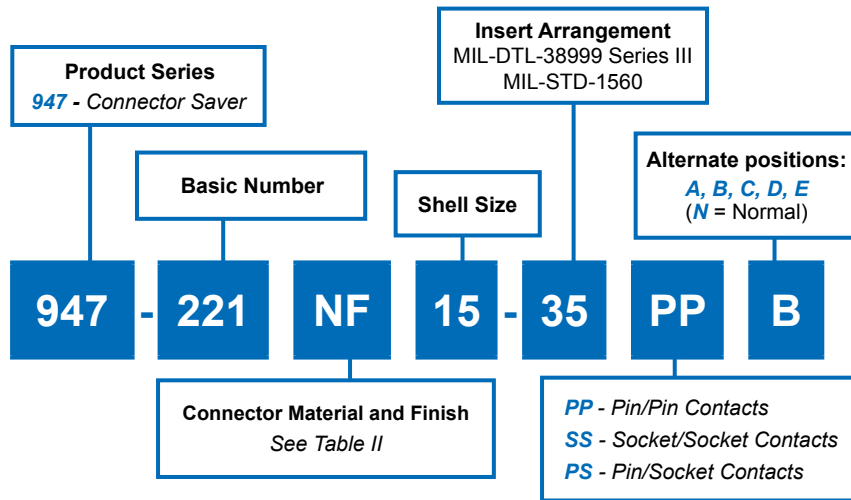 Insert Arrangement
MIL-DTL-38999 Series III
MIL-STD-1560
Product Series
947 - Connector Saver
Alternate positions:
A, B, C, D, E
(N = Normal)
Basic Number
Shell Size
947 - 221 NF 15 - 35 PP B
Connector Material and Finish
See Table II
PP - Pin/Pin Contacts
SS - Socket/Socket Contacts
PS - Pin/Socket Contacts